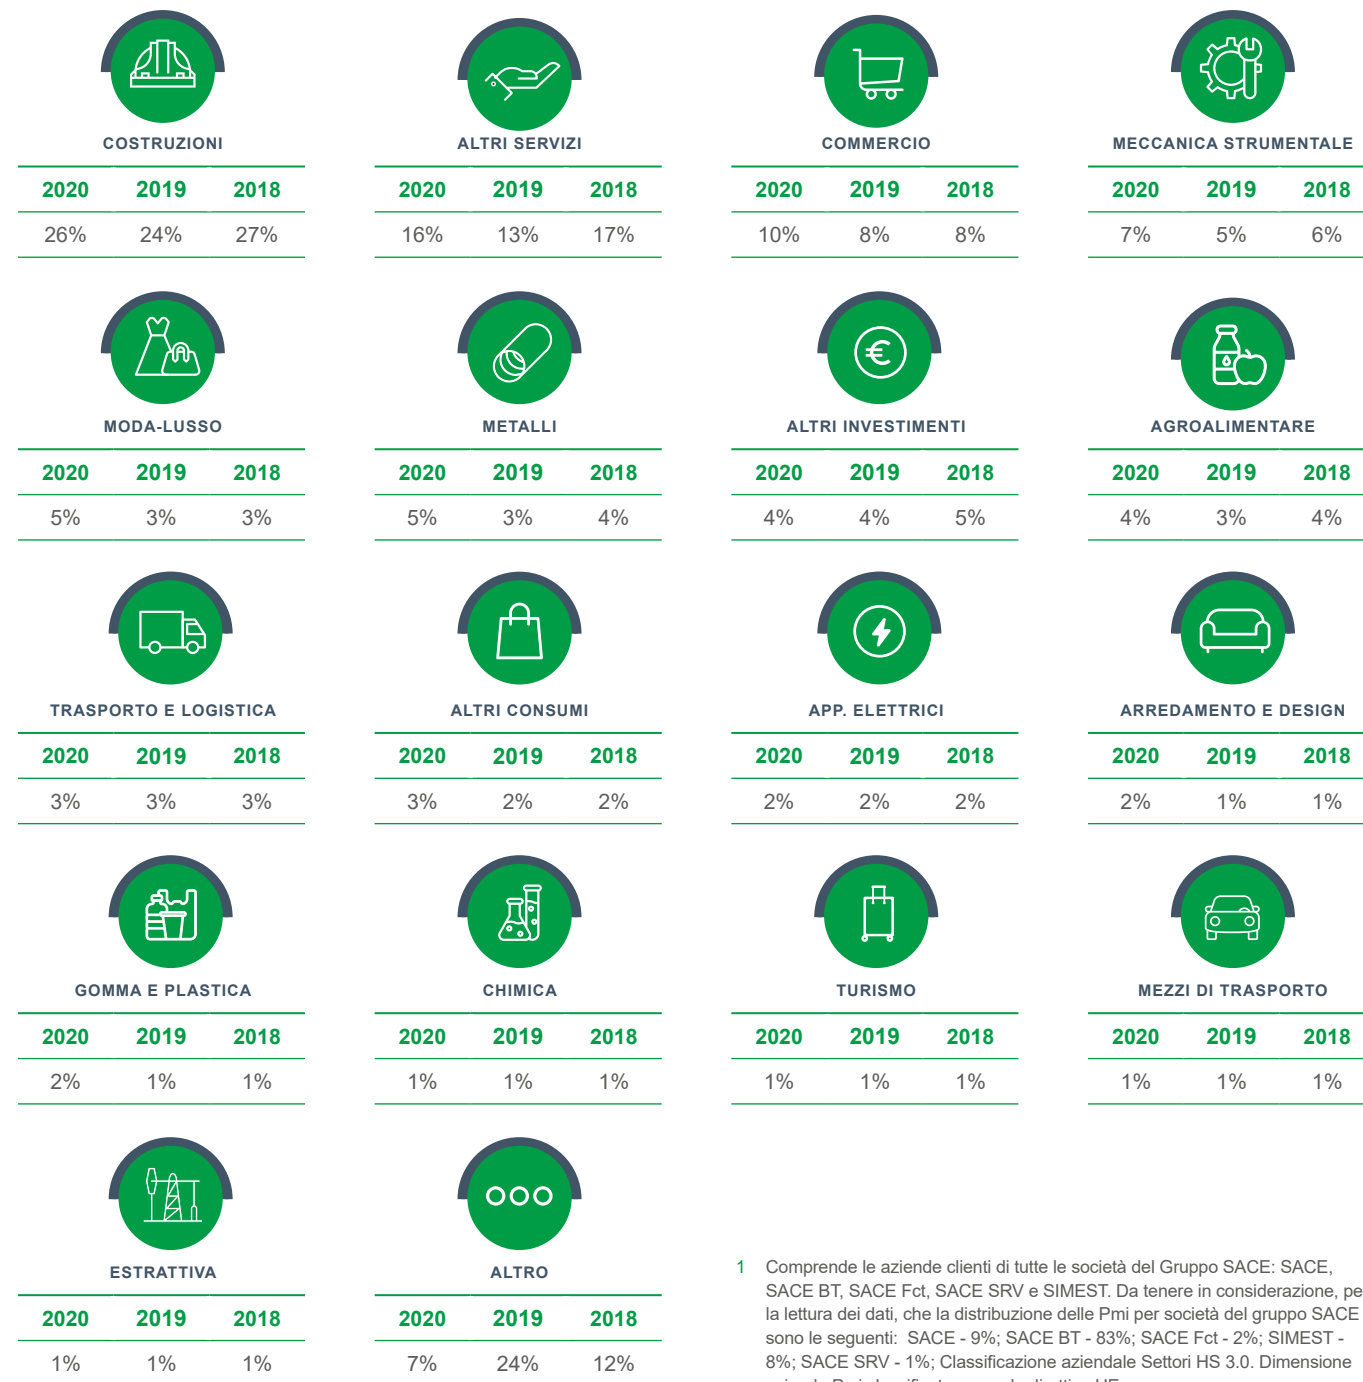 COSTRUZIONI
2020 2019 2018
26% 24% 27%
ALTRI SERVIZI
2020 2019 2018
16% 13% 17%
COMMERCIO
2020 2019 2018
10% 8% 8%
MECCANICA STRUMENTALE
2020 2019 2018
7% 5% 6%
MODA-LUSSO
2020 2019 2018
5% 3% 3%
METALLI
2020 2019 2018
5% 3% 4%
ALTRI INVESTIMENTI
2020 2019 2018
4% 4% 5%
AGROALIMENTARE
2020 2019 2018
4% 3% 4%
TRASPORTO E LOGISTICA
2020 2019 2018
3% 3% 3%
ALTRI CONSUMI
2020 2019 2018
3% 2% 2%
APP. ELETTRICI
2020 2019 2018
2% 2% 2%
ARREDAMENTO E DESIGN
2020 2019 2018
2% 1% 1%
GOMMA E PLASTICA
2020 2019 2018
2% 1% 1%
CHIMICA
2020 2019 2018
1% 1% 1%
TURISMO
2020 2019 2018
1% 1% 1%
MEZZI DI TRASPORTO
2020 2019 2018
1% 1% 1%
ESTRATTIVA
2020 2019 2018
1% 1% 1%
ALTRO
2020 2019 2018
7% 24% 12%
1 Comprende le aziende clienti di tutte le società del Gruppo SACE: SACE,
SACE BT, SACE Fct, SACE SRV e SIMEST. Da tenere in considerazione, pe
la lettura dei dati, che la distribuzione delle Pmi per società del gruppo SACE
sono le seguenti: SACE - 9%; SACE BT - 83%; SACE Fct - 2%; SIMEST -
8%; SACE SRV - 1%; Classificazione aziendale Settori HS 3.0. Dimensione